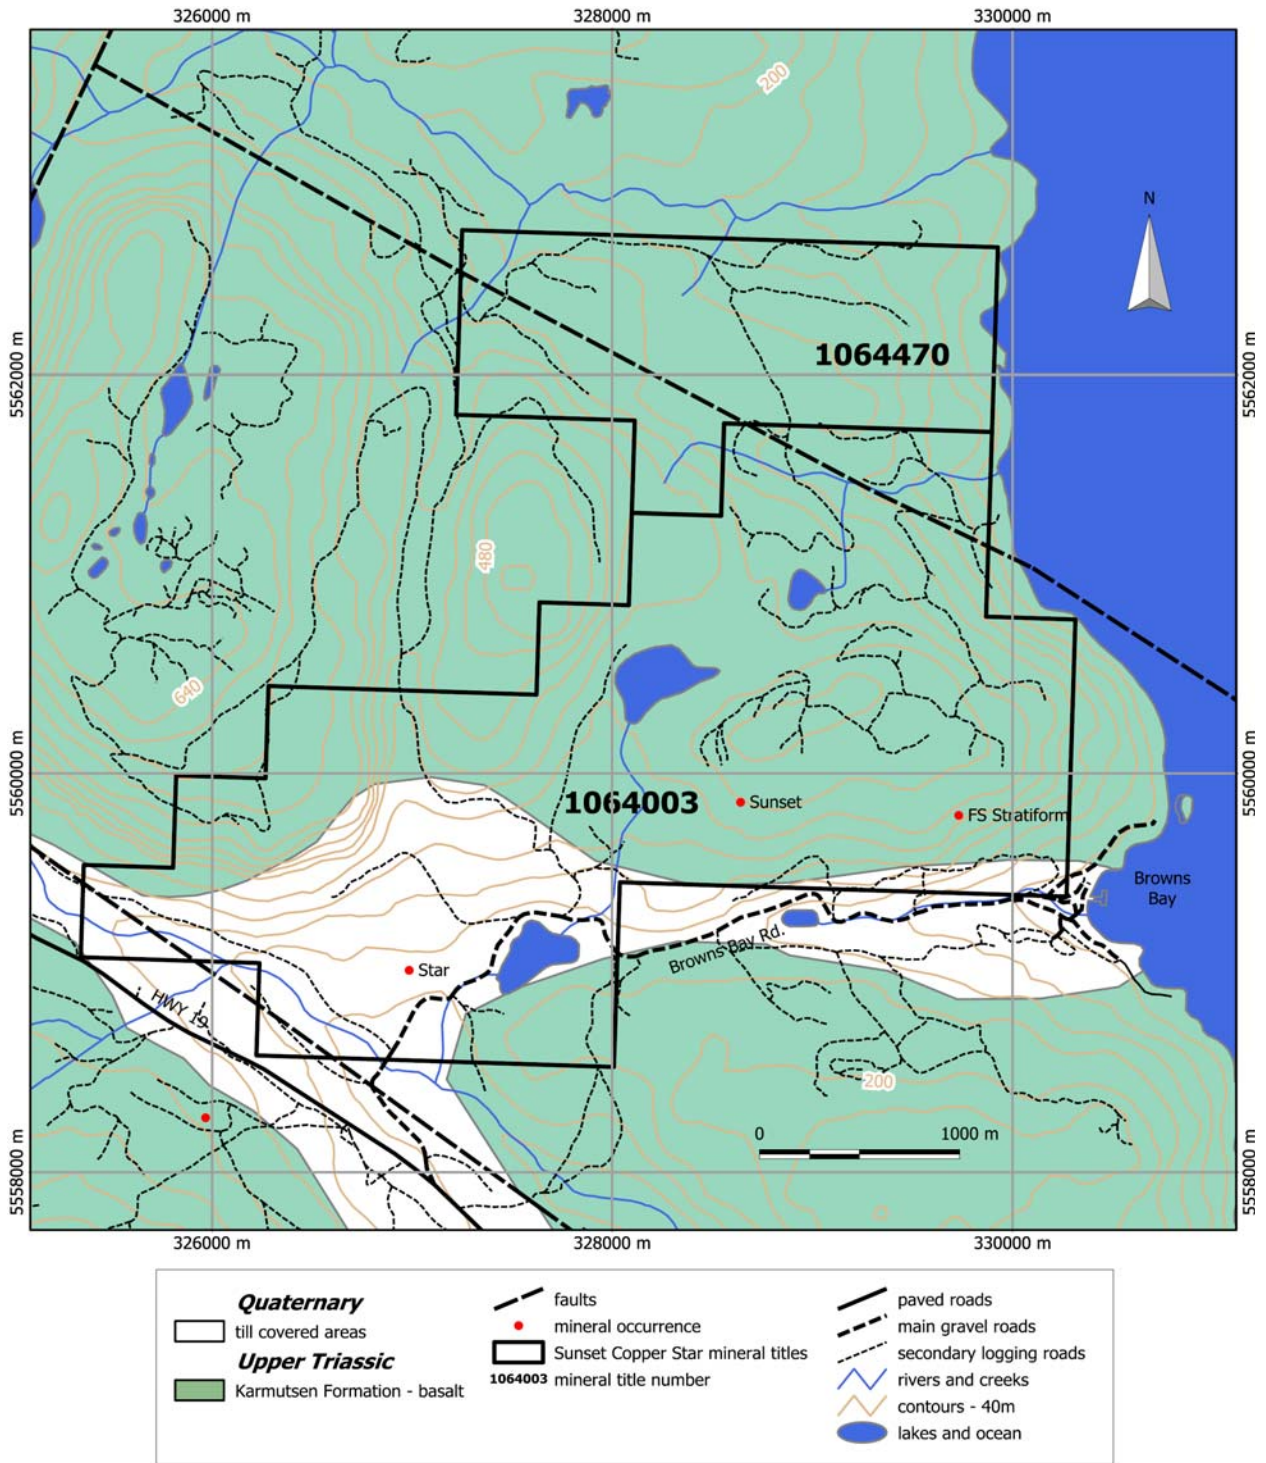 326000 m
328000 m
330000 m
200
N
5562000 m
1064470
5562000 m
480
640
5560000 m
1064003
Sunset
FS Stratiform
5560000 m
Browns
Bay
Browns Bay Rd.
Star
HWY 19
200
0
1000 m
5558000 m
5558000 m
326000 m
328000 m
330000 m
Quaternary
till covered areas
Upper Triassic
Karmutsen Formation - basalt
faults
mineral occurrence
Sunset Copper Star mineral titles
1064003 mineral title number
paved roads
main gravel roads
secondary logging roads
rivers and creeks
contours - 40m
lakes and ocean